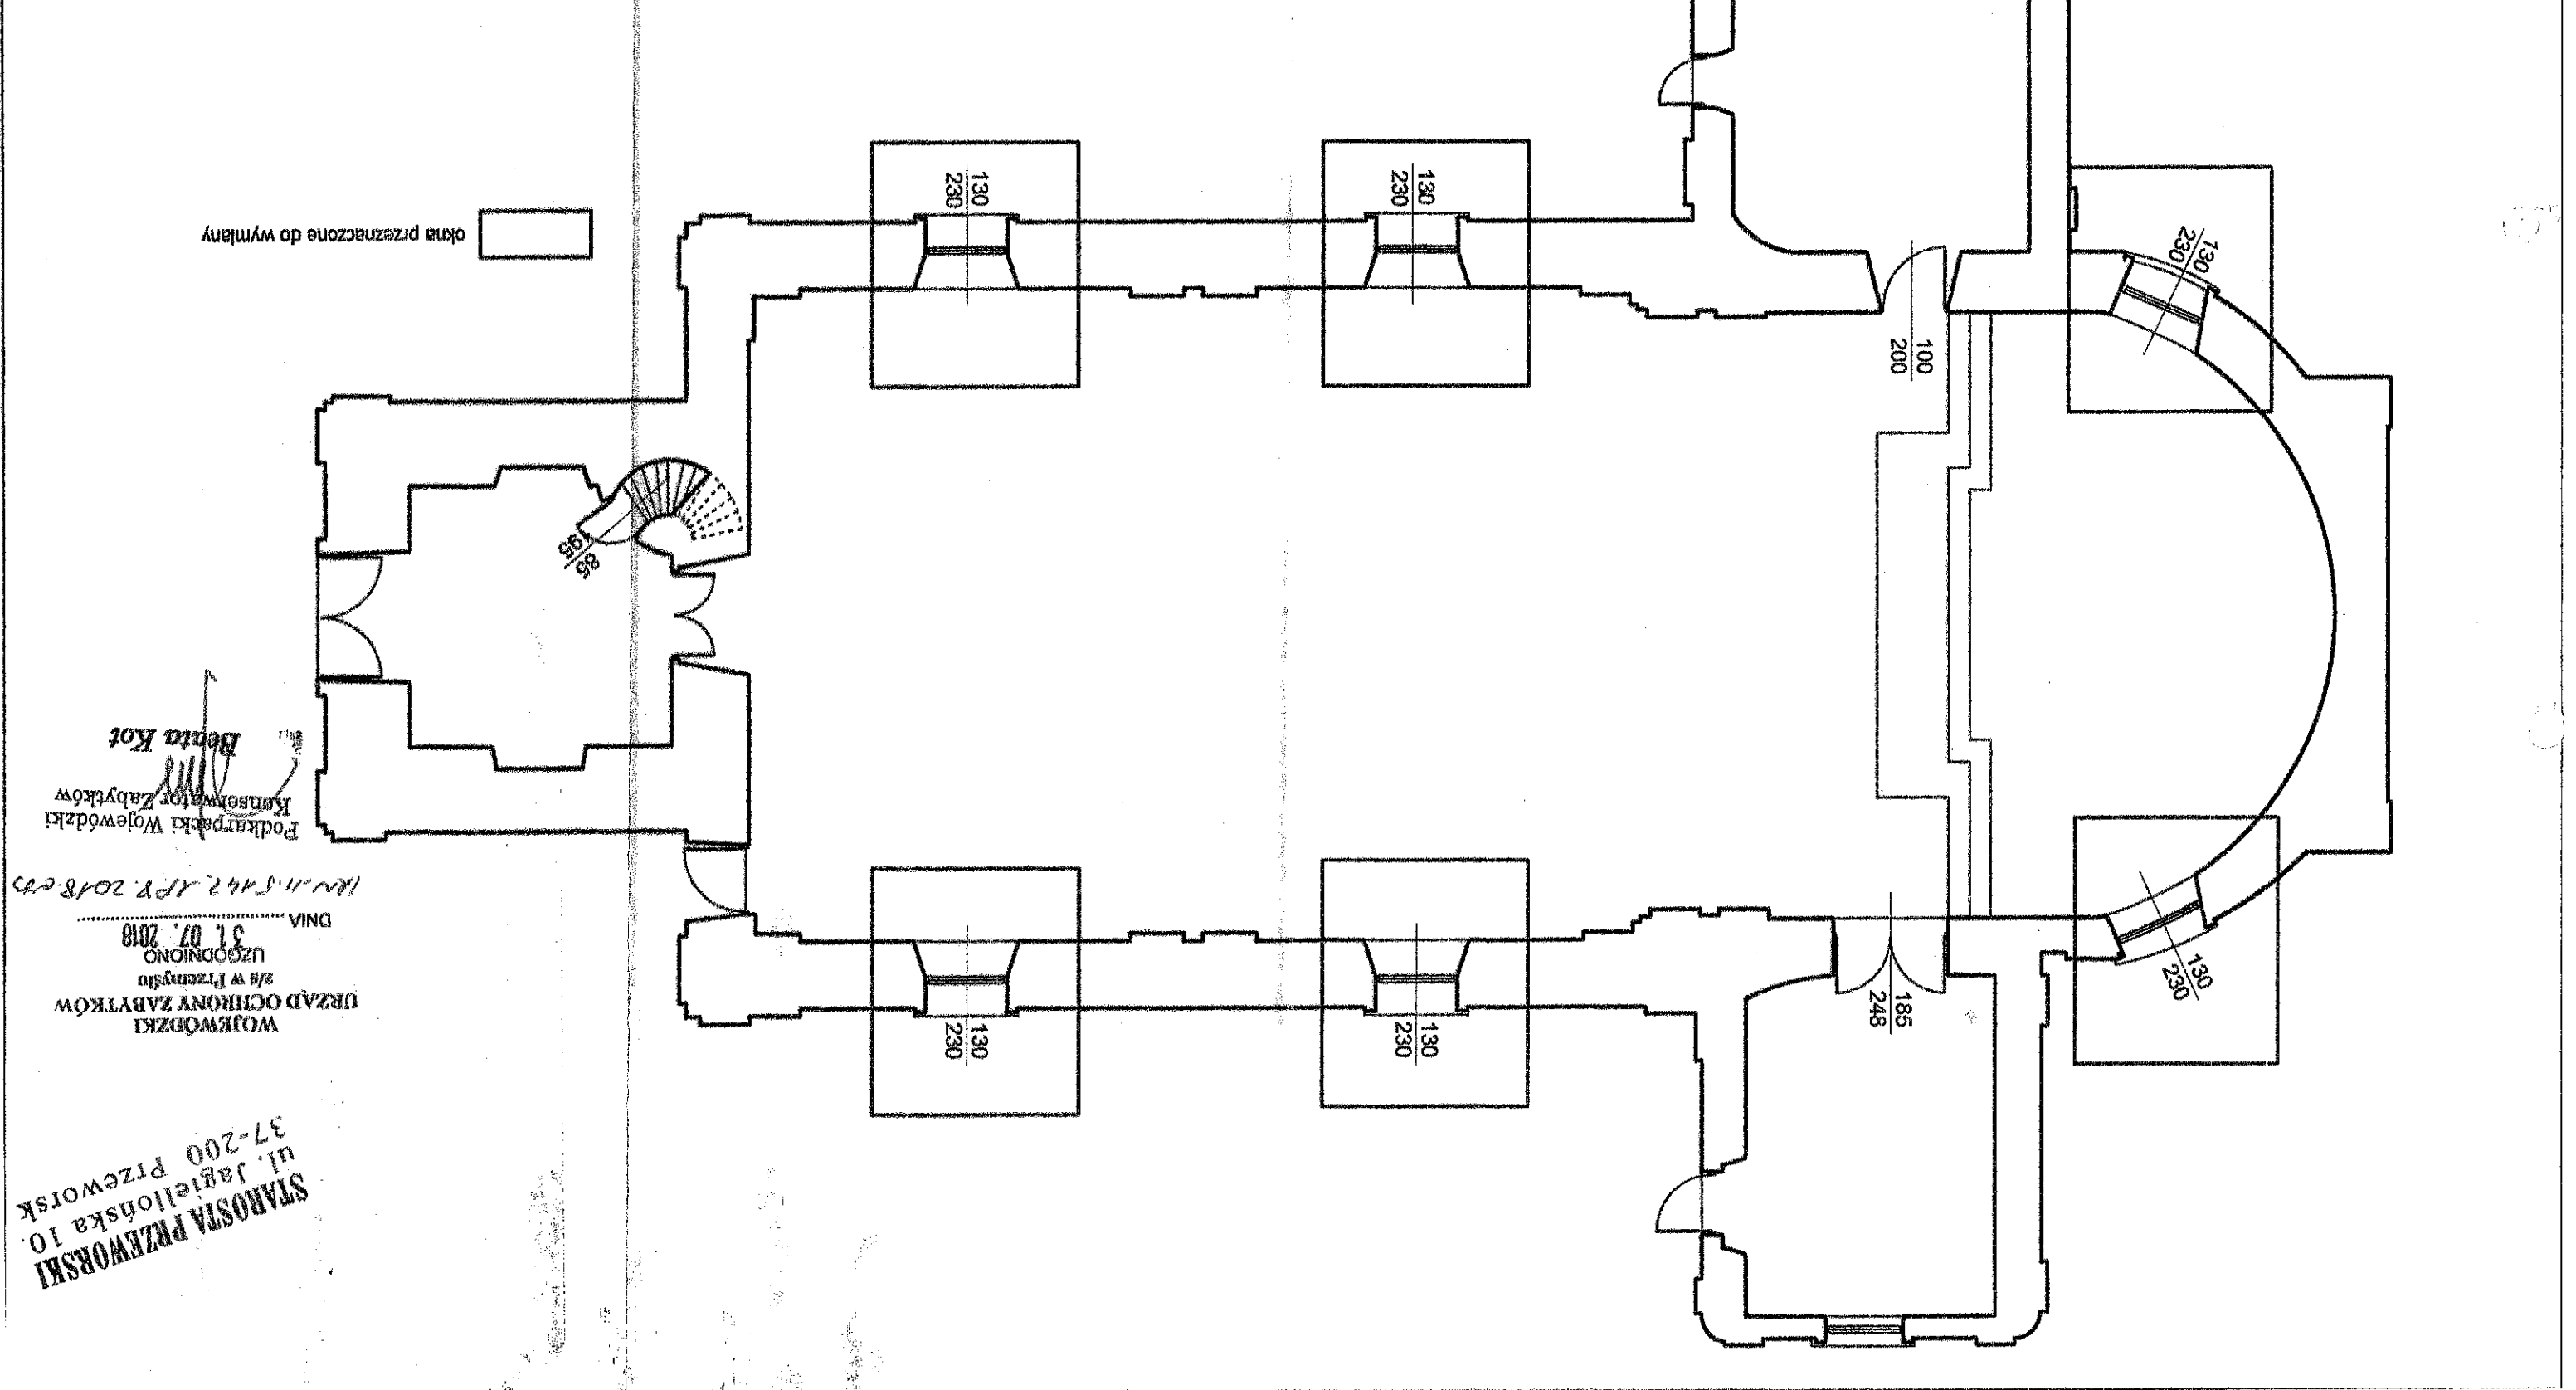 okna przeznaczone do wymiany
130
230
130
230
130
230
100
200
85
195
130
230
130
230
185
248
130
230
STAROSTA PRZEWORSKI
ul. Jagiellońska 10.
37-200 Przeworsk
WOJEWÓDZKI
URZĄD OCHRONY ZABYTKÓW
z/s w Przemyślu
UZGODNIONO
31. 07. 2018
DNIA
Podkarpacki Wojewódzki
Konserwator Zabytków
Beata Kot